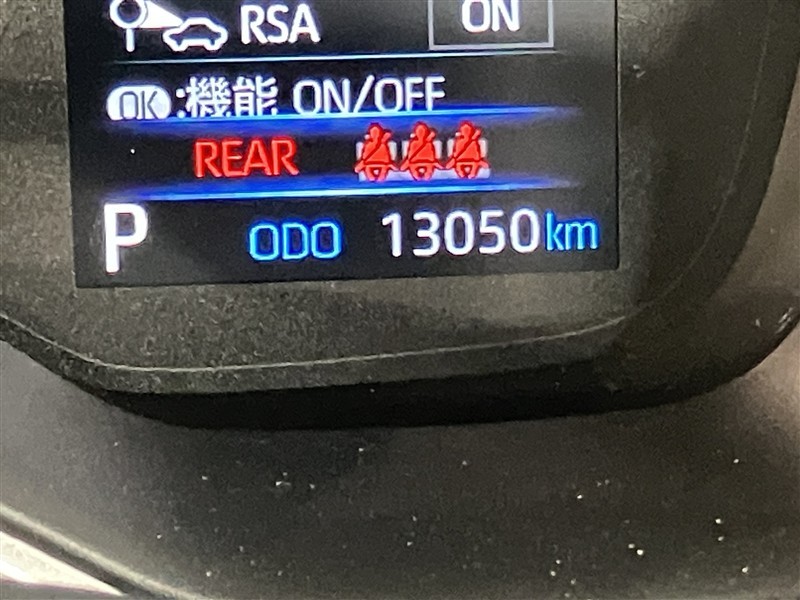 RSA ON
OK :機能 ON/OFF
REAR
P ODO 13050km